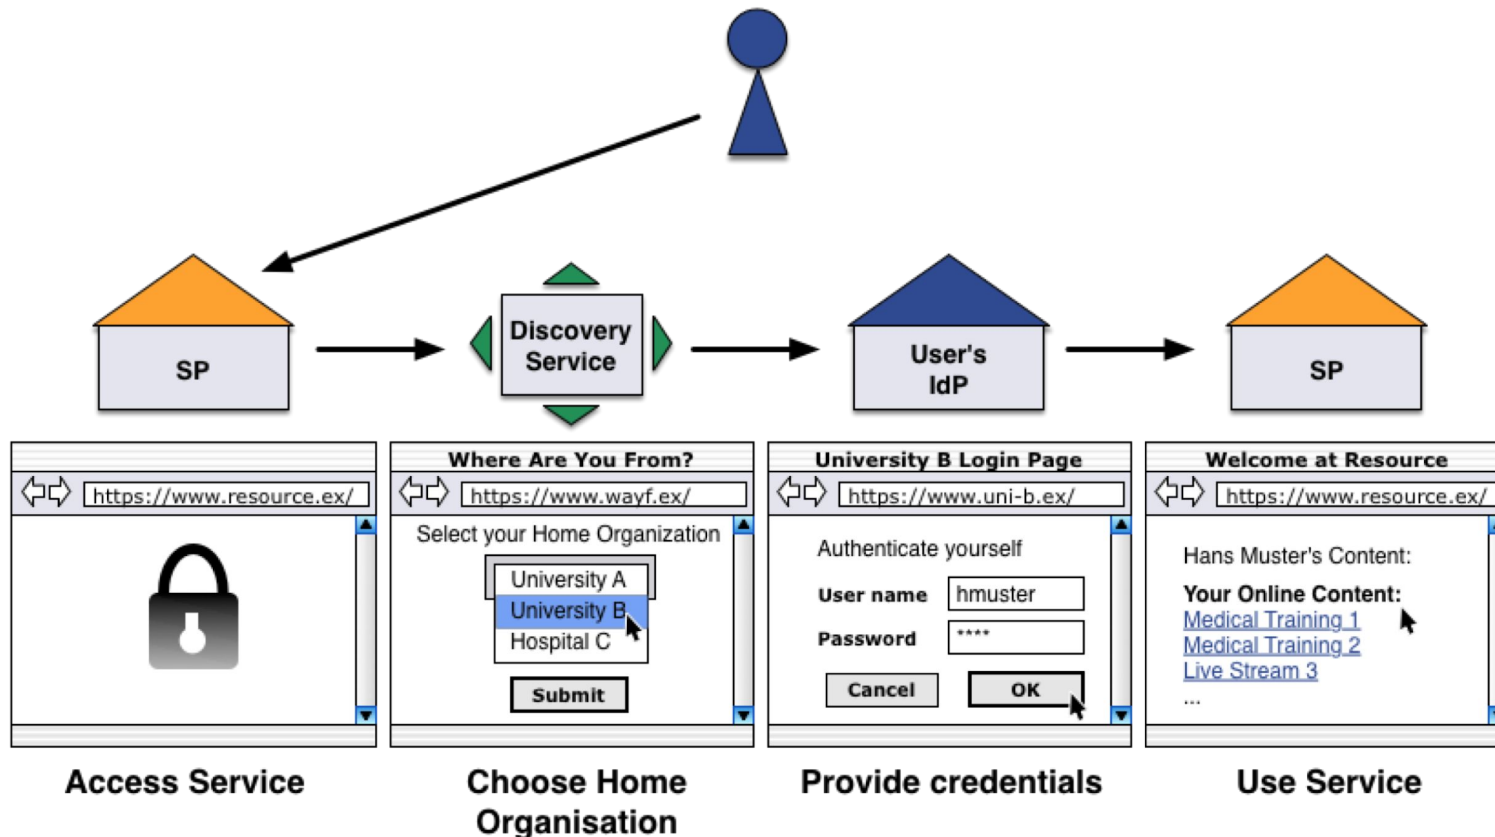 SP
Discovery
Service
User's
IdP
SP
https://www.resource.ex/
Where Are You From?
https://www.wayf.ex/
Select your Home Organization
University A
University B
Hospital C
Submit
University B Login Page
https://www.uni-b.ex/
Authenticate yourself
User name hmuster
Password ****
Cancel OK
Welcome at Resource
https://www.resource.ex/
Hans Muster's Content:
Your Online Content:
Medical Training 1
Medical Training 2
Live Stream 3
...
Access Service
Choose Home
Organisation
Provide credentials
Use Service